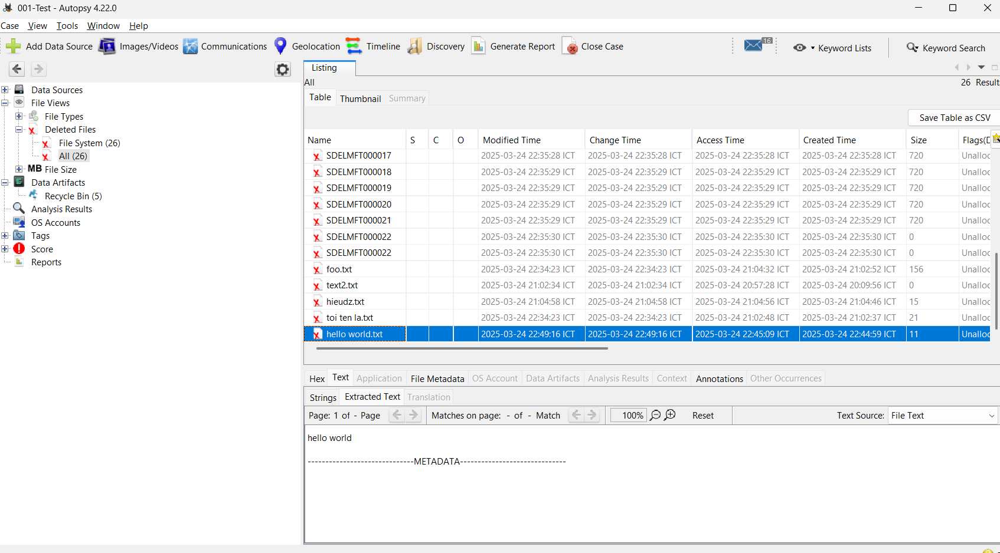 001-Test - Autopsy 4.22.0
Case View Tools Window Help
Add Data Source Images/Videos Communications Geolocation Timeline Discovery Generate Report Close Case 16 Keyword Lists Keyword Search
Listing
All
26 Result
Data Sources
File Views
File Types
Deleted Files
File System (26)
All (26)
MB File Size
Data Artifacts
Recycle Bin (5)
Analysis Results
OS Accounts
Tags
Score
Reports
Table Thumbnail Summary
Save Table as CSV
Name S C O Modified Time Change Time Access Time Created Time Size Flags(D
SDELMFT000017 2025-03-24 22:35:28 ICT 2025-03-24 22:35:28 ICT 2025-03-24 22:35:28 ICT 2025-03-24 22:35:28 ICT 720 Unalloc
SDELMFT000018 2025-03-24 22:35:29 ICT 2025-03-24 22:35:29 ICT 2025-03-24 22:35:29 ICT 2025-03-24 22:35:29 ICT 720 Unalloc
SDELMFT000019 2025-03-24 22:35:29 ICT 2025-03-24 22:35:29 ICT 2025-03-24 22:35:29 ICT 2025-03-24 22:35:29 ICT 720 Unalloc
SDELMFT000020 2025-03-24 22:35:29 ICT 2025-03-24 22:35:29 ICT 2025-03-24 22:35:29 ICT 2025-03-24 22:35:29 ICT 720 Unalloc
SDELMFT000021 2025-03-24 22:35:29 ICT 2025-03-24 22:35:29 ICT 2025-03-24 22:35:29 ICT 2025-03-24 22:35:29 ICT 720 Unalloc
SDELMFT000022 2025-03-24 22:35:30 ICT 2025-03-24 22:35:30 ICT 2025-03-24 22:35:30 ICT 2025-03-24 22:35:30 ICT 0 Unalloc
SDELMFT000022 2025-03-24 22:35:30 ICT 2025-03-24 22:35:30 ICT 2025-03-24 22:35:30 ICT 2025-03-24 22:35:30 ICT 0 Unalloc
foo.txt 2025-03-24 22:34:23 ICT 2025-03-24 22:34:23 ICT 2025-03-24 21:04:32 ICT 2025-03-24 21:02:52 ICT 156 Unalloc
text2.txt 2025-03-24 21:02:34 ICT 2025-03-24 21:02:34 ICT 2025-03-24 20:57:28 ICT 2025-03-24 20:09:56 ICT 0 Unalloc
hieudz.txt 2025-03-24 21:04:58 ICT 2025-03-24 21:04:58 ICT 2025-03-24 21:04:56 ICT 2025-03-24 21:04:46 ICT 15 Unalloc
toi ten la.txt 2025-03-24 22:34:23 ICT 2025-03-24 22:34:23 ICT 2025-03-24 21:02:48 ICT 2025-03-24 21:02:37 ICT 21 Unalloc
hello world.txt 2025-03-24 22:49:16 ICT 2025-03-24 22:49:16 ICT 2025-03-24 22:45:09 ICT 2025-03-24 22:44:59 ICT 11 Unalloc
Hex Text Application File Metadata OS Account Data Artifacts Analysis Results Context Annotations Other Occurrences
Strings Extracted Text Translation
Page: 1 of - Page Matches on page: - of - Match 100% Reset Text Source: File Text
hello world
------------------------------METADATA------------------------------